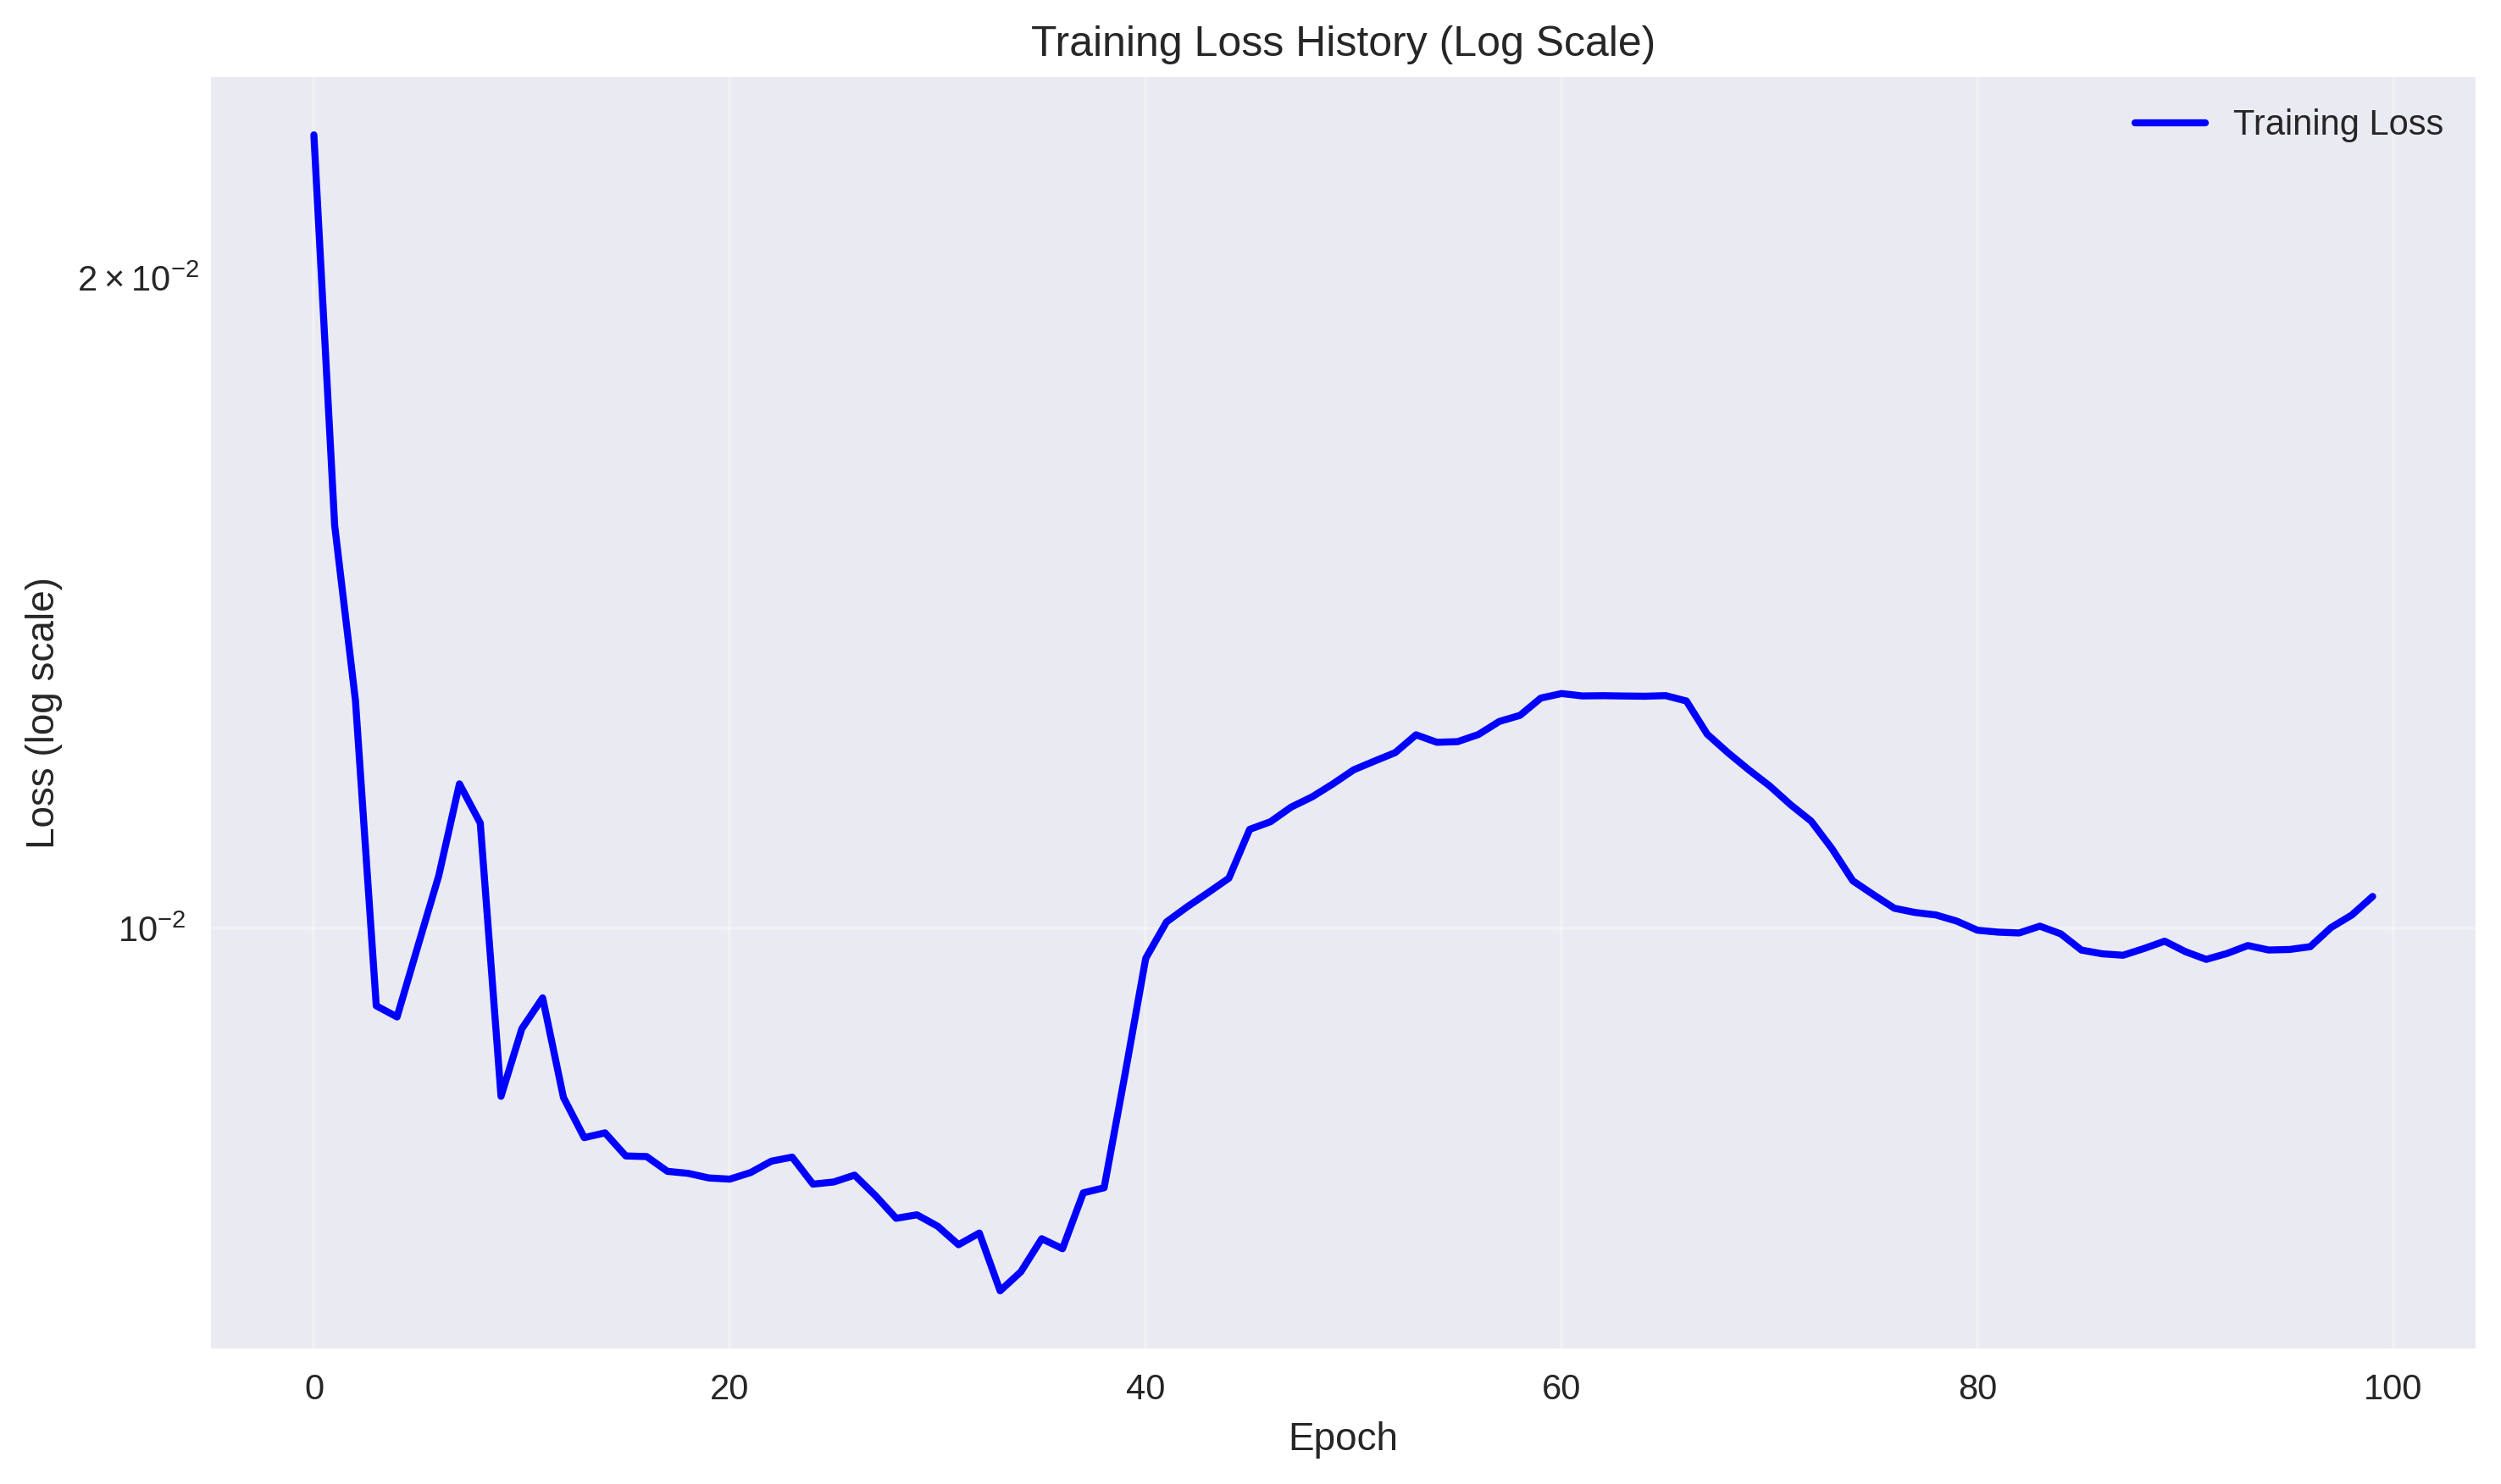 Training Loss History (Log Scale)
Training Loss
2 × 10⁻²
10⁻²
Loss (log scale)
0 20 40 60 80 100
Epoch